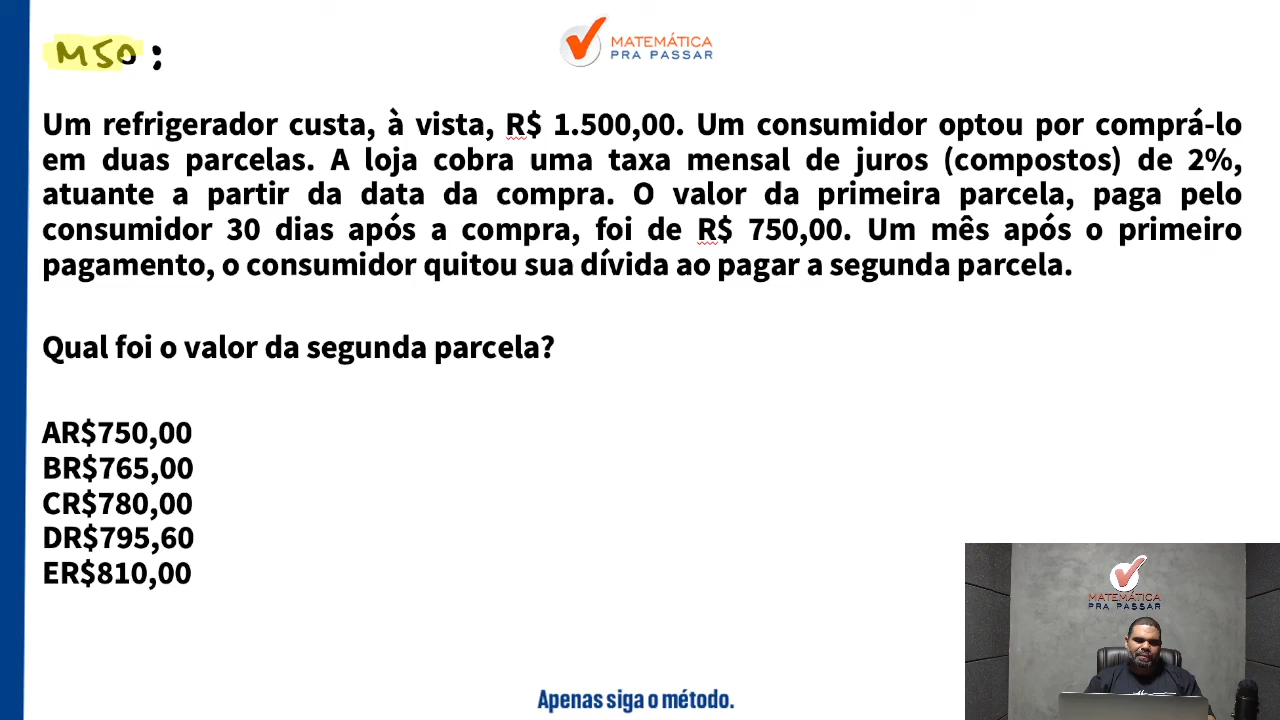 M50:
MATEMÁTICA
PRA PASSAR
Um refrigerador custa, à vista, R$ 1.500,00. Um consumidor optou por comprá-lo
em duas parcelas. A loja cobra uma taxa mensal de juros (compostos) de 2%,
atuante a partir da data da compra. O valor da primeira parcela, paga pelo
consumidor 30 dias após a compra, foi de R$ 750,00. Um mês após o primeiro
pagamento, o consumidor quitou sua dívida ao pagar a segunda parcela.
Qual foi o valor da segunda parcela?
AR$750,00
BR$765,00
CR$780,00
DR$795,60
ER$810,00
MATEMÁTICA
PRA PASSAR
Apenas siga o método.